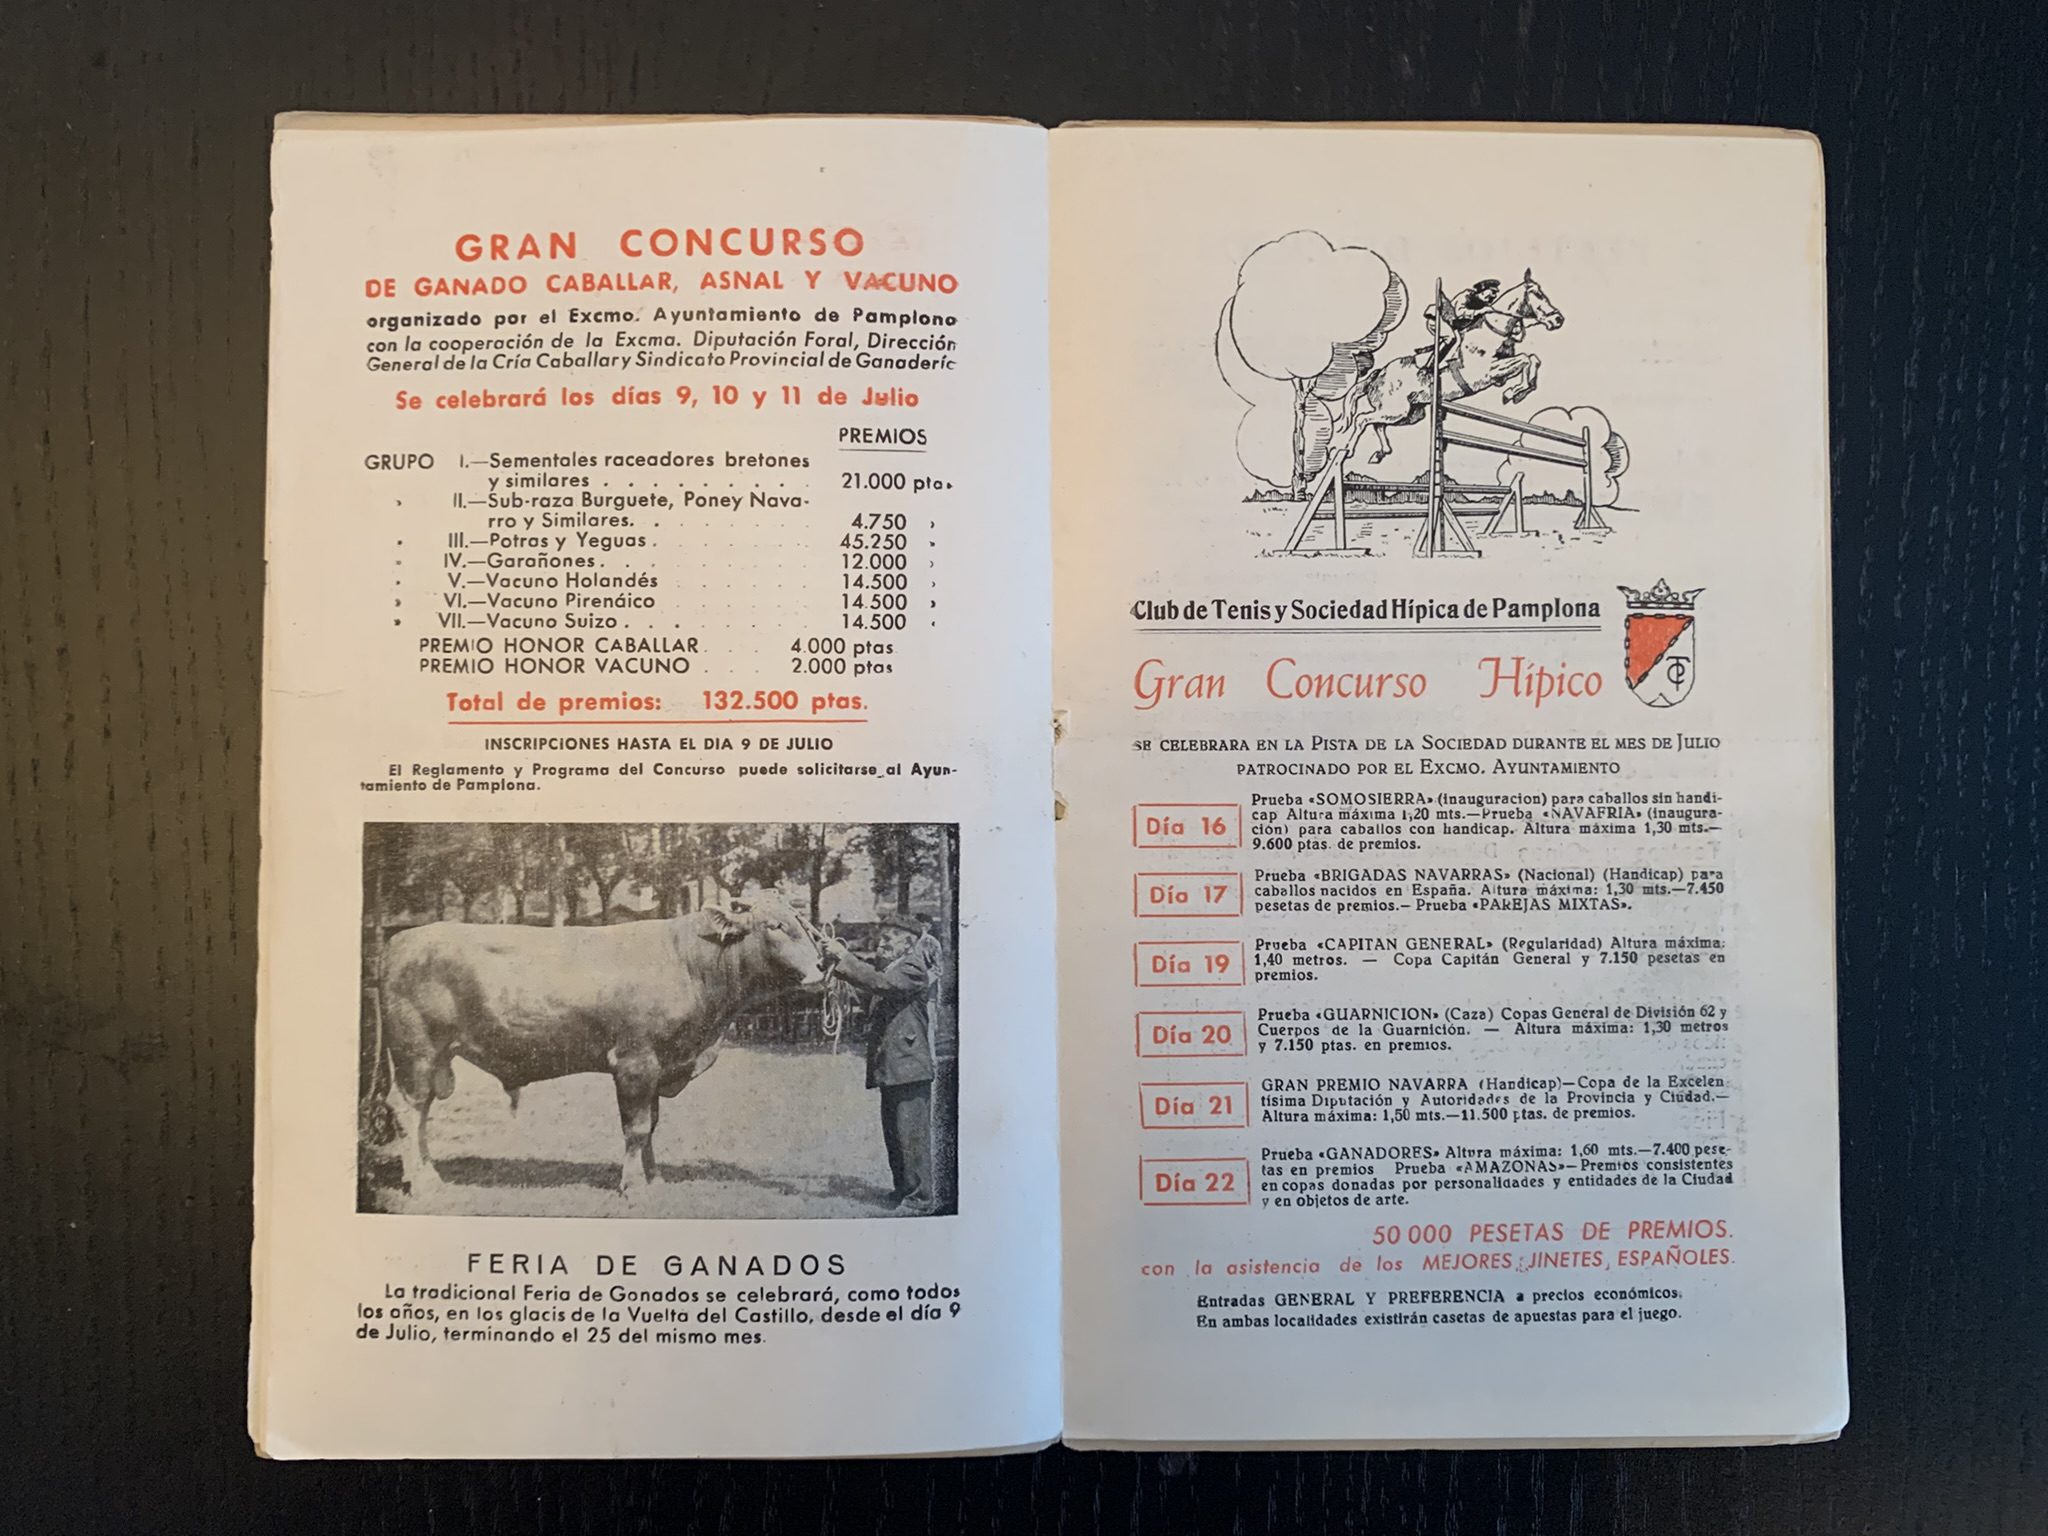 GRAN CONCURSO
DE GANADO CABALLAR, ASNAL Y VACUNO
organizado por el Excmo. Ayuntamiento de Pamplono
con la cooperación de la Excma. Diputación Foral, Dirección
General de la Cría Caballar y Sindicato Provincial de Ganaderíc
Se celebrará los días 9, 10 y 11 de Julio
PREMIOS
GRUPO I.—Sementales raceadores bretones
y similares . . . . . . . . . 21.000 ptas.
» II.—Sub-raza Burguete, Poney Nava-
rro y Similares. . . . . . . 4.750 »
» III.—Potras y Yeguas . . . . . . . 45.250 »
» IV.—Garañones . . . . . . . . 12.000 »
» V.—Vacuno Holandés . . . . . . 14.500 »
» VI.—Vacuno Pirenáico . . . . . . 14.500 »
» VII.—Vacuno Suizo . . . . . . . 14.500 »
PREMIO HONOR CABALLAR . . . 4.000 ptas
PREMIO HONOR VACUNO . . . 2.000 ptas
Total de premios: 132.500 ptas.
INSCRIPCIONES HASTA EL DIA 9 DE JULIO
El Reglamento y Programa del Concurso puede solicitarse al Ayun-
tamiento de Pamplona.
FERIA DE GANADOS
La tradicional Feria de Ganados se celebrará, como todos
los años, en los glacis de la Vuelta del Castillo, desde el día 9
de Julio, terminando el 25 del mismo mes.
Club de Tenis y Sociedad Hípica de Pamplona
Gran Concurso Hípico
SE CELEBRARA EN LA PISTA DE LA SOCIEDAD DURANTE EL MES DE JULIO
PATROCINADO POR EL EXCMO. AYUNTAMIENTO
Día 16
Prueba «SOMOSIERRA» (inauguracion) para caballos sin handi-
cap Altura máxima 1,20 mts.—Prueba «NAVAFRIA» (inaugura-
ción) para caballos con handicap. Altura máxima 1,30 mts.—
9.600 ptas. de premios.
Día 17
Prueba «BRIGADAS NAVARRAS» (Nacional) (Handicap) para
caballos nacidos en España. Altura máxima: 1,30 mts.—7.450
pesetas de premios.— Prueba «PAREJAS MIXTAS».
Día 19
Prueba «CAPITAN GENERAL» (Regularidad) Altura máxima:
1,40 metros. — Copa Capitán General y 7.150 pesetas en
premios.
Día 20
Prueba «GUARNICION» (Caza) Copas General de División 62 y
Cuerpos de la Guarnición. — Altura máxima: 1,30 metros
y 7.150 ptas. en premios.
Día 21
GRAN PREMIO NAVARRA (Handicap)—Copa de la Excelen
tísima Diputación y Autoridades de la Provincia y Ciudad.—
Altura máxima: 1,50 mts.—11.500 ptas. de premios.
Día 22
Prueba «GANADORES» Altura máxima: 1,60 mts.—7.400 pese-
tas en premios Prueba «AMAZONAS»—Premios consistentes
en copas donadas por personalidades y entidades de la Ciudad
y en objetos de arte.
50 000 PESETAS DE PREMIOS.
con la asistencia de los MEJORES JINETES ESPAÑOLES.
Entradas GENERAL Y PREFERENCIA a precios económicos.
En ambas localidades existirán casetas de apuestas para el juego.